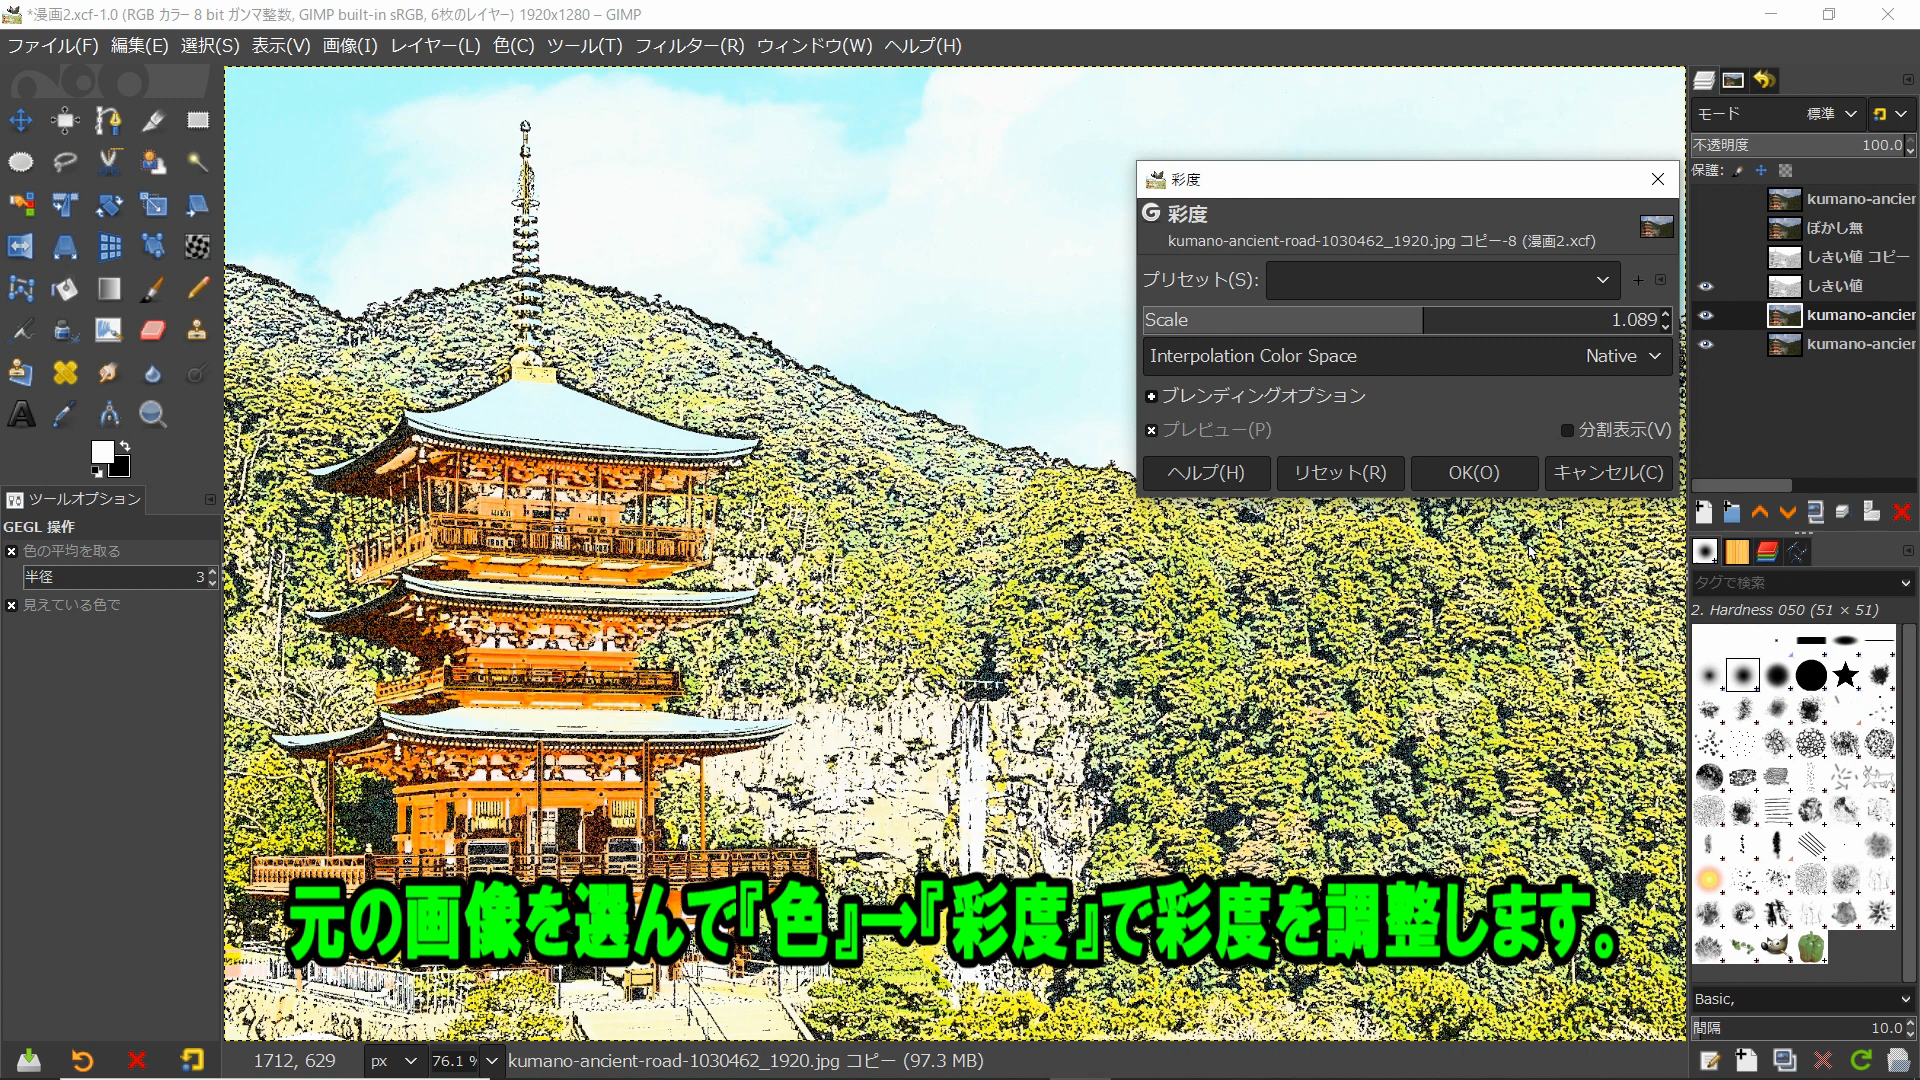 *漫画2.xcf-1.0 (RGB カラー 8 bit ガンマ整数, GIMP built-in sRGB, 6枚のレイヤー) 1920x1280 – GIMP
ファイル(F) 編集(E) 選択(S) 表示(V) 画像(I) レイヤー(L) 色(C) ツール(T) フィルター(R) ウィンドウ(W) ヘルプ(H)
ツールオプション
GEGL 操作
色の平均を取る
半径 3
見えている色で
彩度
G 彩度
kumano-ancient-road-1030462_1920.jpg コピー-8 (漫画2.xcf)
プリセット(S):
Scale 1.089
Interpolation Color Space Native
ブレンディングオプション
プレビュー(P) 分割表示(V)
ヘルプ(H) リセット(R) OK(O) キャンセル(C)
モード 標準
不透明度 100.0
保護:
kumano-ancier
ぼかし無
しきい値 コピー
しきい値
kumano-ancier
kumano-ancier
タグで検索
2. Hardness 050 (51 × 51)
Basic,
間隔 10.0
元の画像を選んで『色』→『彩度』で彩度を調整します。
1712, 629 px 76.1 % kumano-ancient-road-1030462_1920.jpg コピー (97.3 MB)